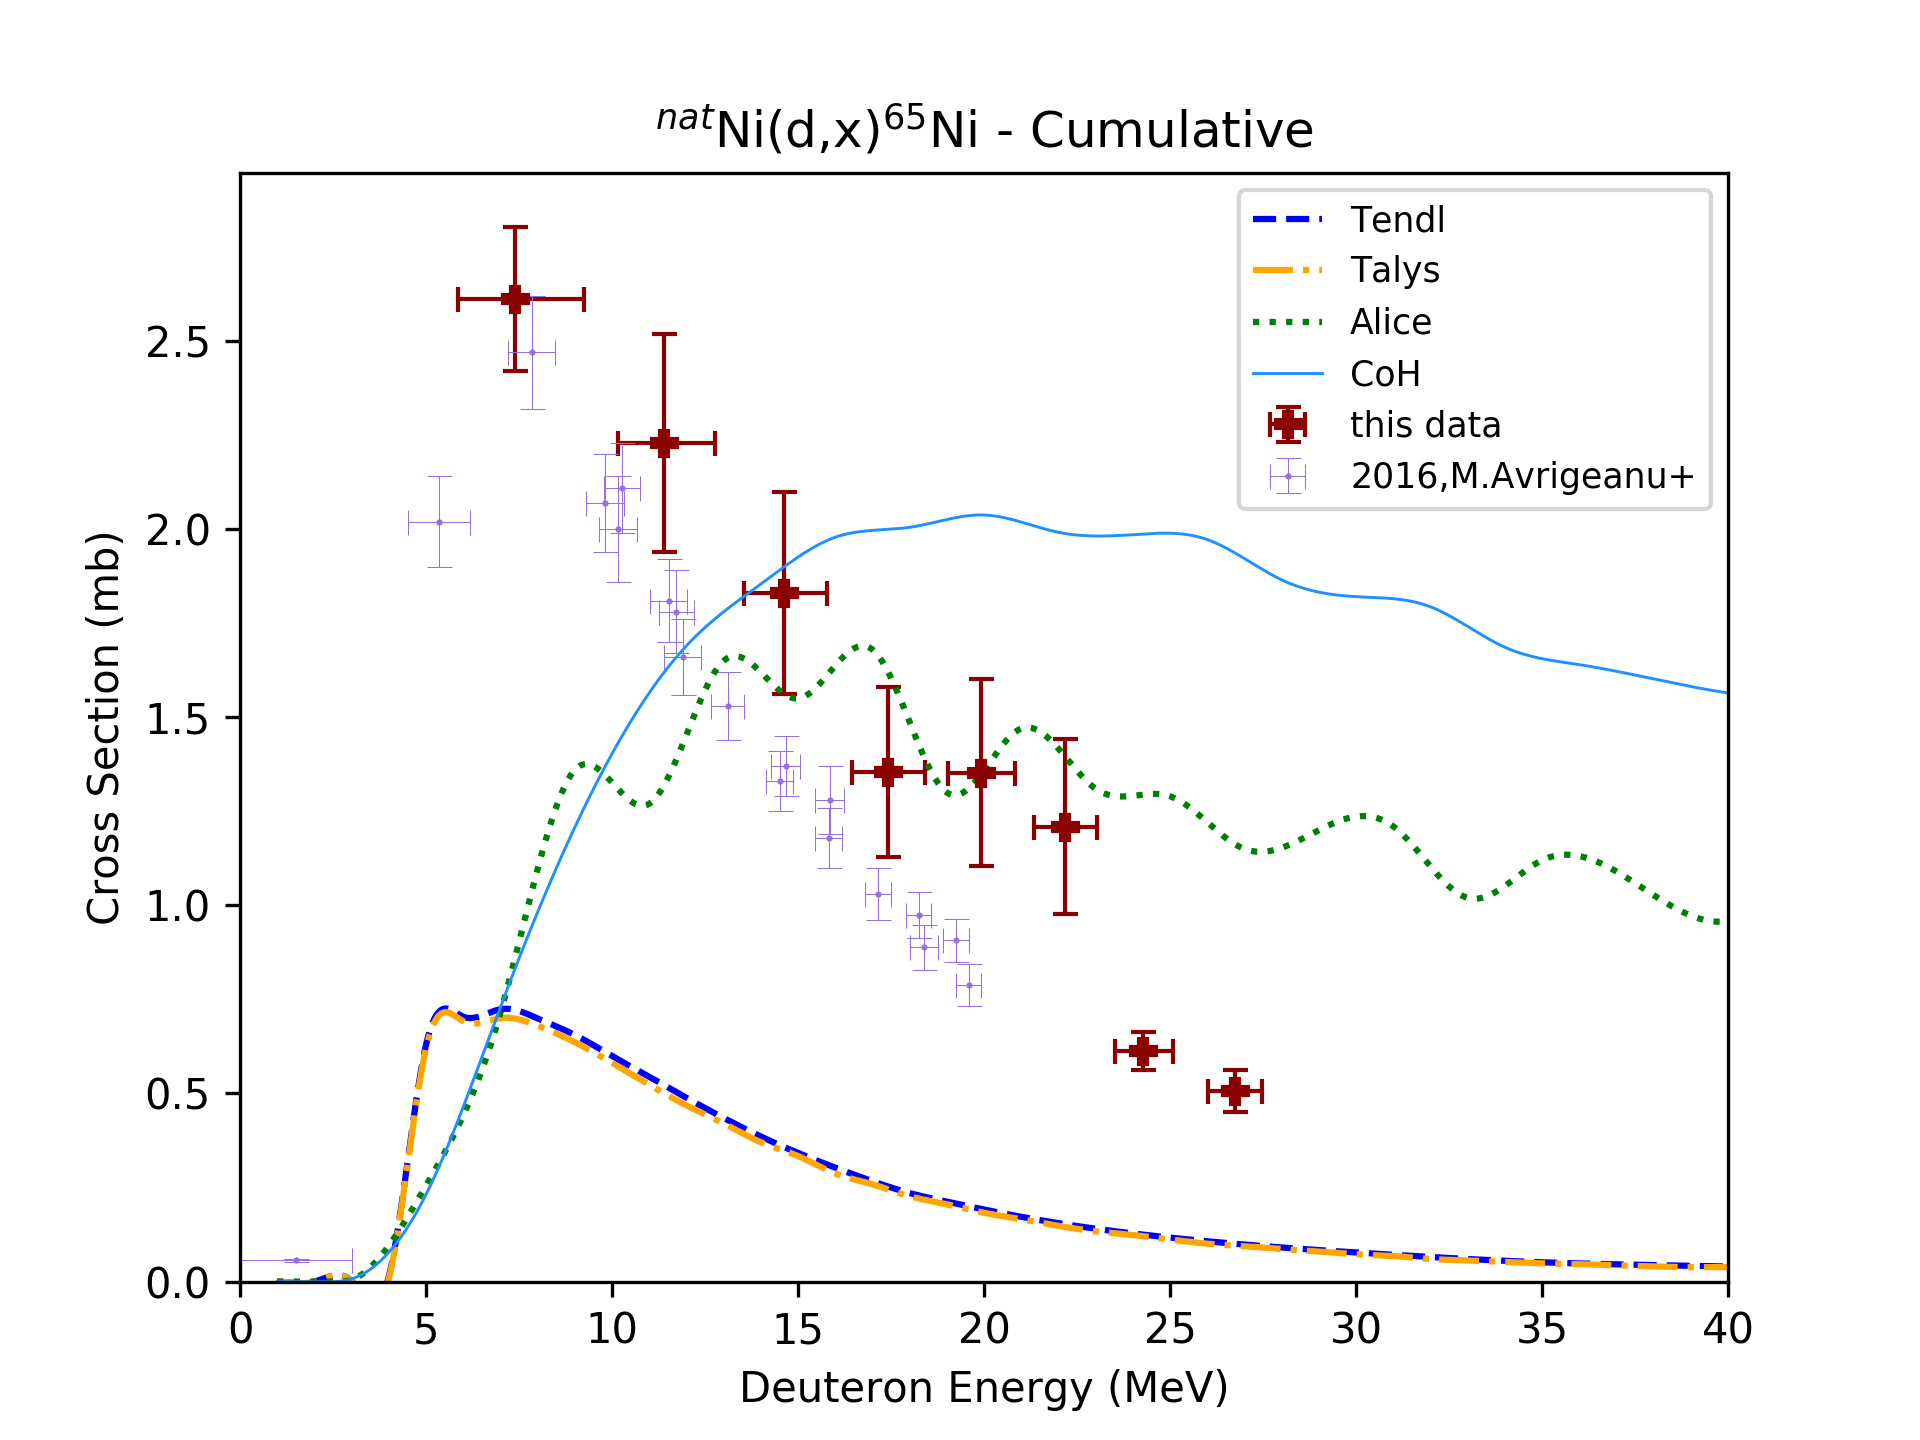 natNi(d,x)65Ni - Cumulative
Tendl
Talys
Alice
CoH
this data
2016,M.Avrigeanu+
Cross Section (mb)
2.5
2.0
1.5
1.0
0.5
0.0
0 5 10 15 20 25 30 35 40
Deuteron Energy (MeV)